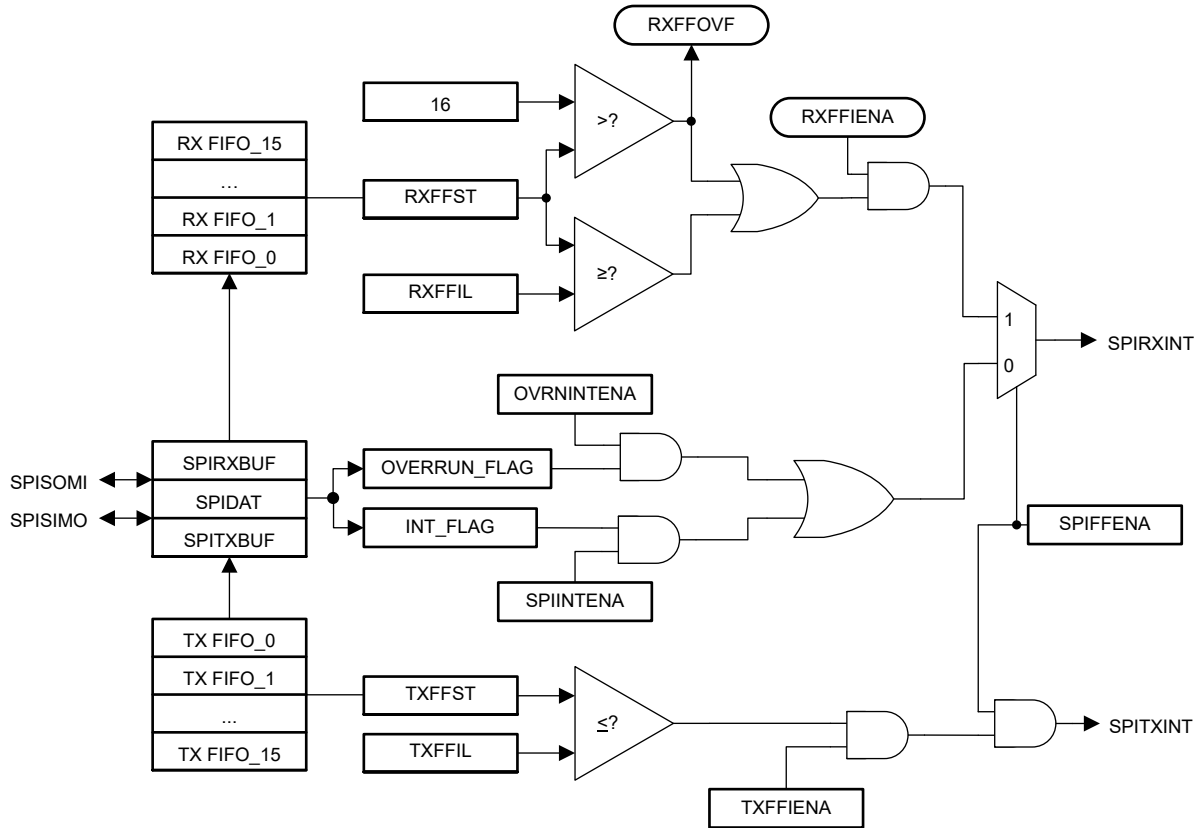 RXFFOVF
16
>?
RXFFIENA
RX FIFO_15
...
RX FIFO_1
RX FIFO_0
RXFFST
RXFFIL
≥?
1
0
SPIRXINT
OVRNINTENA
SPISOMI
SPISIMO
SPIRXBUF
SPIDAT
SPITXBUF
OVERRUN_FLAG
INT_FLAG
SPIINTENA
SPIFFENA
TX FIFO_0
TX FIFO_1
...
TX FIFO_15
TXFFST
TXFFIL
≤?
TXFFIENA
SPITXINT